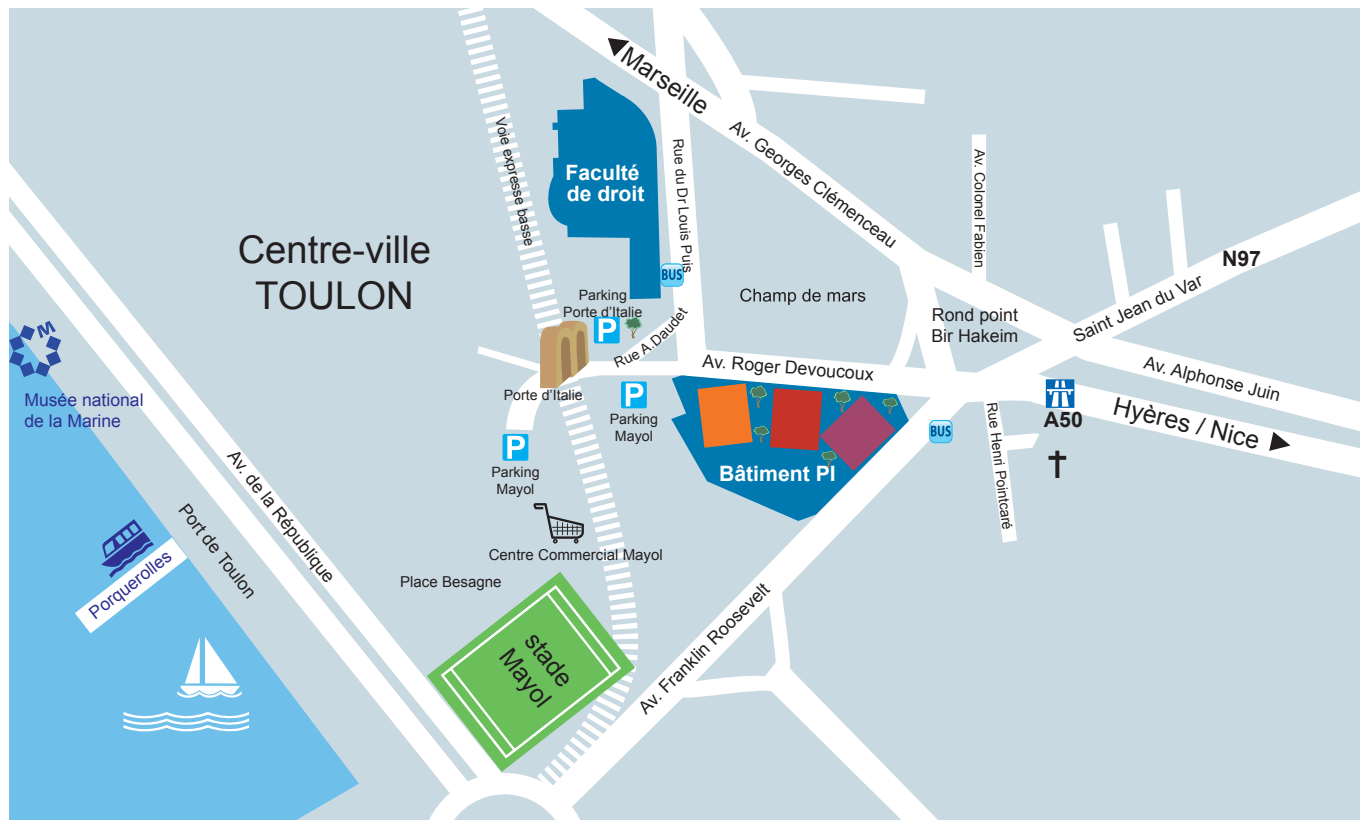 Marseille
Av. Georges Clémenceau
Voie expresse basse
Faculté
de droit
Rue du Dr Louis Puis
Av. Colonel Fabien
N97
Saint Jean du Var
Centre-ville
TOULON
BUS
Parking
Porte d'Italie
P
Champ de mars
Rond point
Bir Hakeim
Rue A.Daudet
M
Musée national
de la Marine
Porte d'Italie
P
Parking
Mayol
Av. Roger Devoucoux
Av. Alphonse Juin
A50
Hyères / Nice
BUS
Rue Henri Pointcaré
Bâtiment PI
P
Parking
Mayol
Av. de la République
Port de Toulon
Porquerolles
Centre Commercial Mayol
Place Besagne
stade
Mayol
Av. Franklin Roosevelt